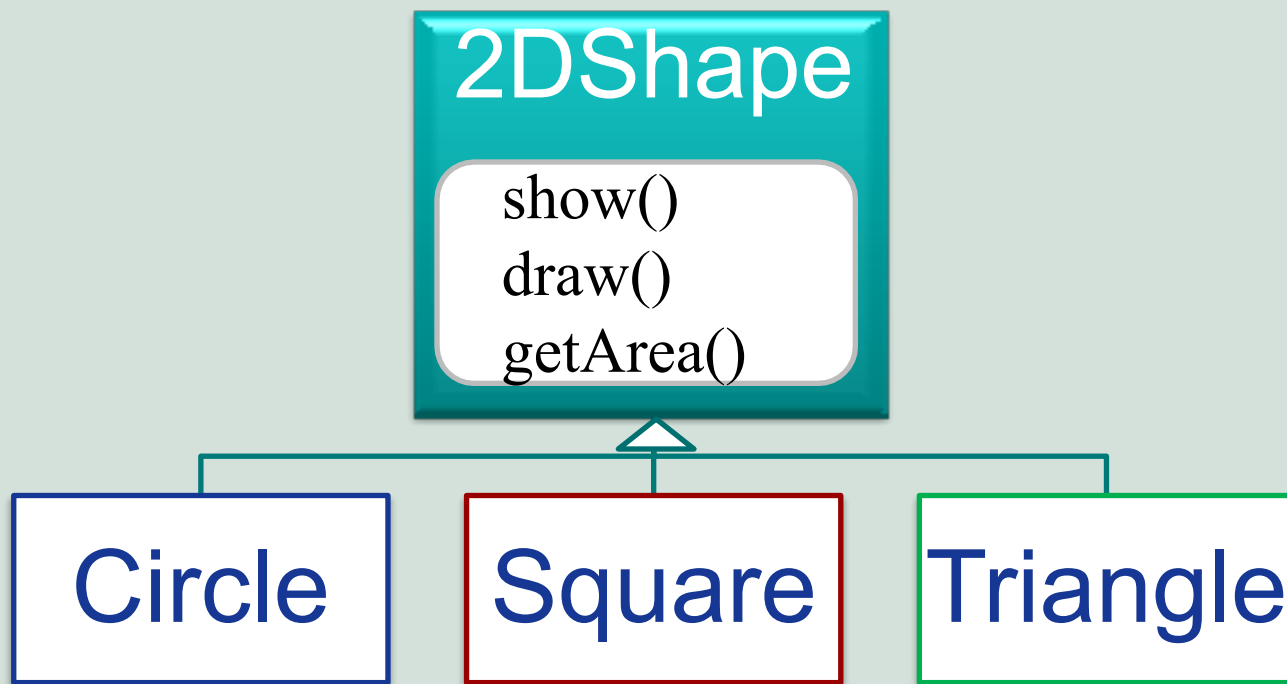 2DShape
show()
draw()
getArea()
Circle
Square
Triangle